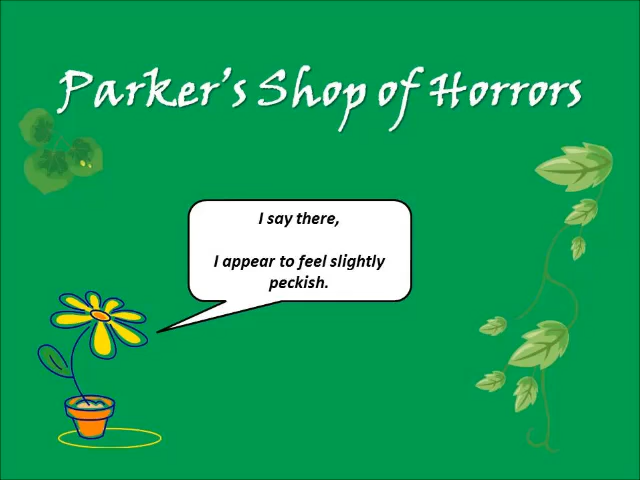 Parker's Shop of Horrors
I say there,
I appear to feel slightly
peckish.